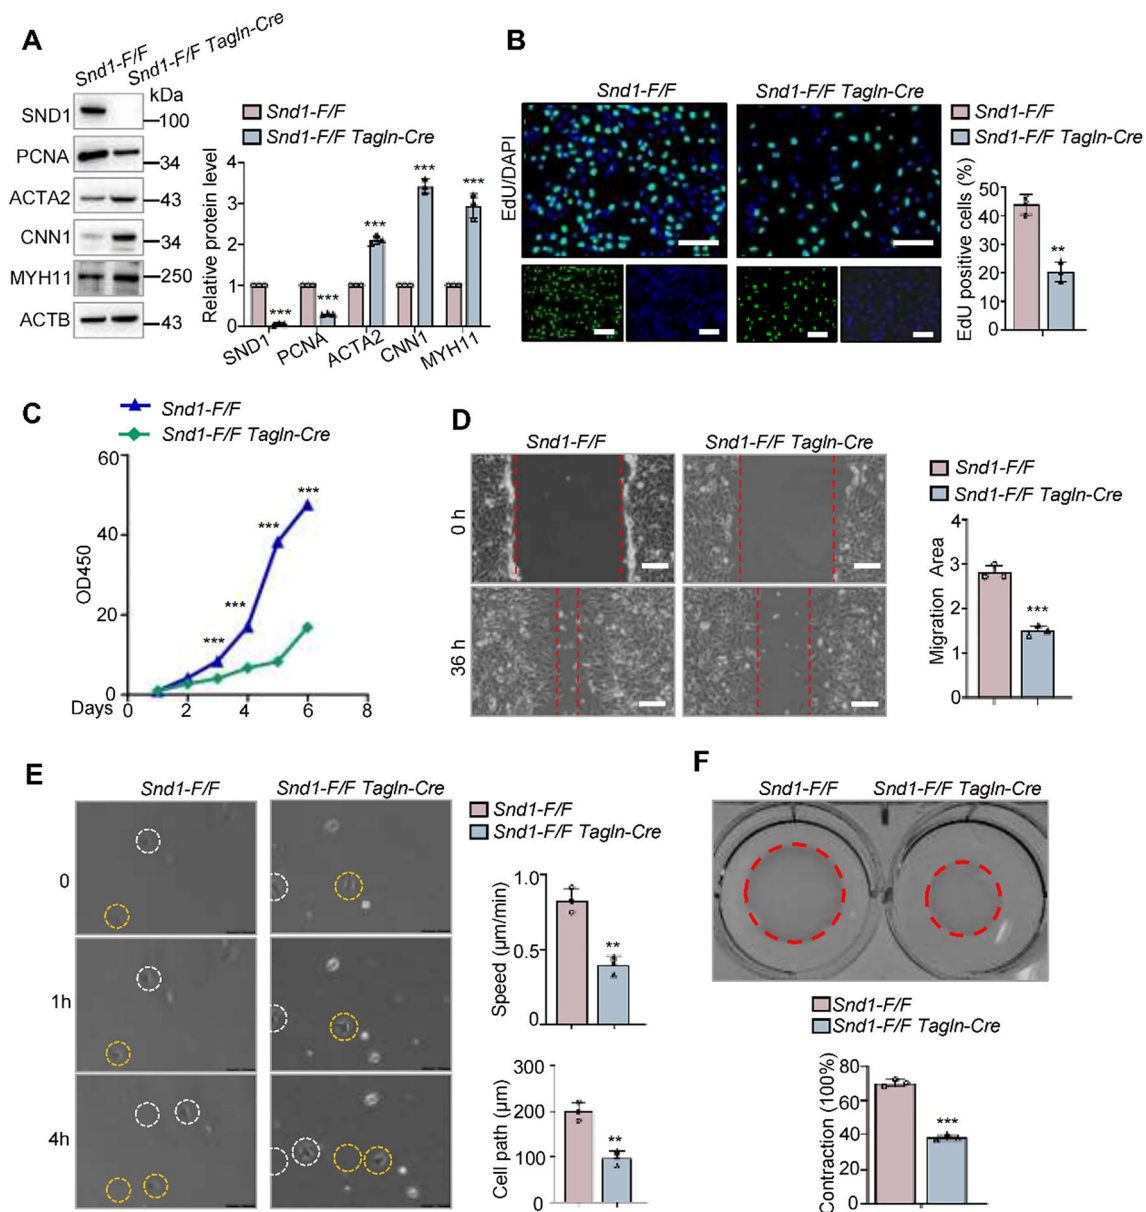 A
Snd1-F/F
Snd1-F/F Tagln-Cre
kDa
SND1
100
PCNA
34
ACTA2
43
CNN1
34
MYH11
250
ACTB
43
Snd1-F/F
Snd1-F/F Tagln-Cre
Relative protein level
4
3
2
1
0
***
***
***
***
***
SND1
PCNA
ACTA2
CNN1
MYH11
B
Snd1-F/F
Snd1-F/F Tagln-Cre
EdU/DAPI
Snd1-F/F
Snd1-F/F Tagln-Cre
EdU positive cells (%)
50
40
30
20
10
0
**
C
Snd1-F/F
Snd1-F/F Tagln-Cre
OD450
60
40
20
0
***
***
***
***
Days
0
2
4
6
8
D
Snd1-F/F
Snd1-F/F Tagln-Cre
0 h
36 h
Snd1-F/F
Snd1-F/F Tagln-Cre
Migration Area
4
3
2
1
0
***
E
Snd1-F/F
Snd1-F/F Tagln-Cre
0
1h
4h
Snd1-F/F
Snd1-F/F Tagln-Cre
Speed (µm/min)
1.0
0.5
0
**
Cell path (µm)
300
200
100
0
**
F
Snd1-F/F
Snd1-F/F Tagln-Cre
Snd1-F/F
Snd1-F/F Tagln-Cre
Contraction (100%)
80
60
40
20
0
***